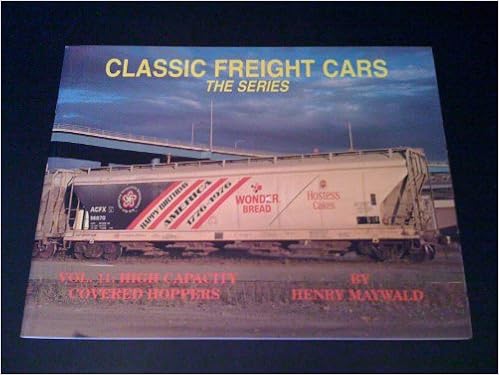 CLASSIC FREIGHT CARS
THE SERIES
ACFX
HAPPY BIRTHDAY
AMERICA
1776-1976
WONDER
BREAD
Hostess
Cakes
VOL. 11, HIGH CAPACITY
COVERED HOPPERS
BY
HENRY MAYWALD